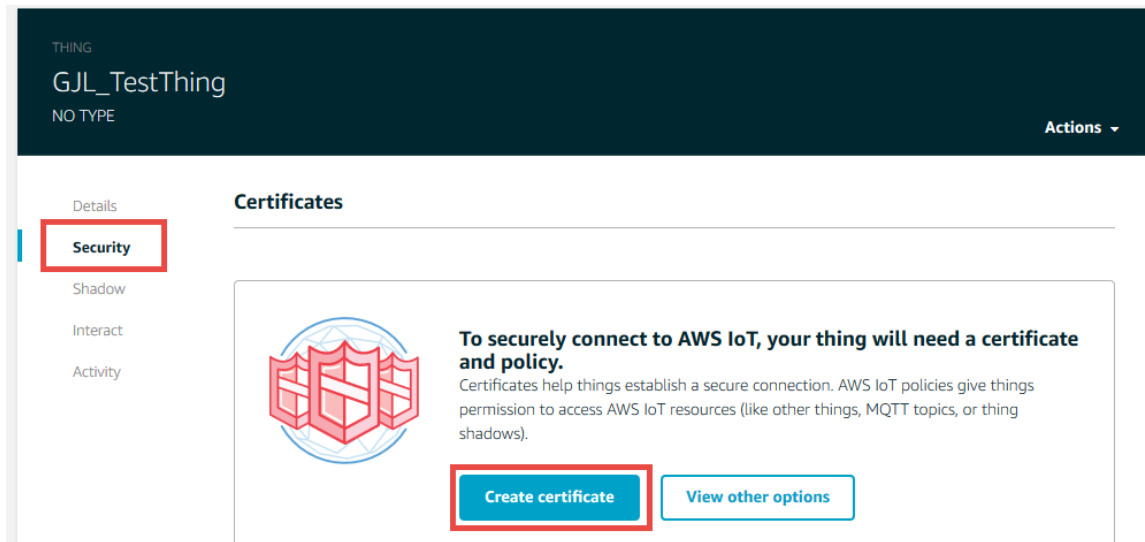 THING
GJL_TestThing
NO TYPE
Actions
Details
Security
Shadow
Interact
Activity
Certificates
To securely connect to AWS IoT, your thing will need a certificate
and policy.
Certificates help things establish a secure connection. AWS IoT policies give things
permission to access AWS IoT resources (like other things, MQTT topics, or thing
shadows).
Create certificate
View other options